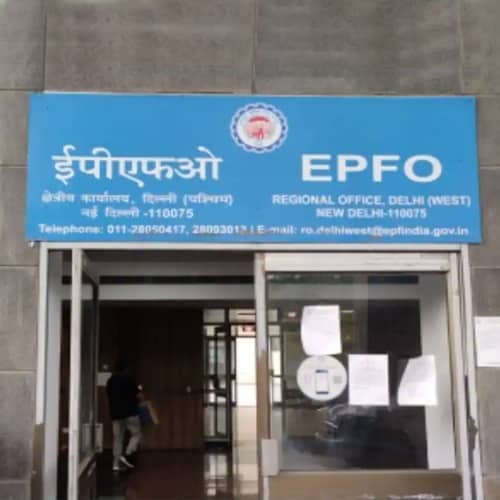 ईपीएफओ
EPFO
क्षेत्रीय कार्यालय, दिल्ली (पश्चिम)
नई दिल्ली -110075
REGIONAL OFFICE, DELHI (WEST)
NEW DELHI-110075
Telephone: 011-28050417, 28093013 | E-mail: ro.delhiwest@epfindia.gov.in